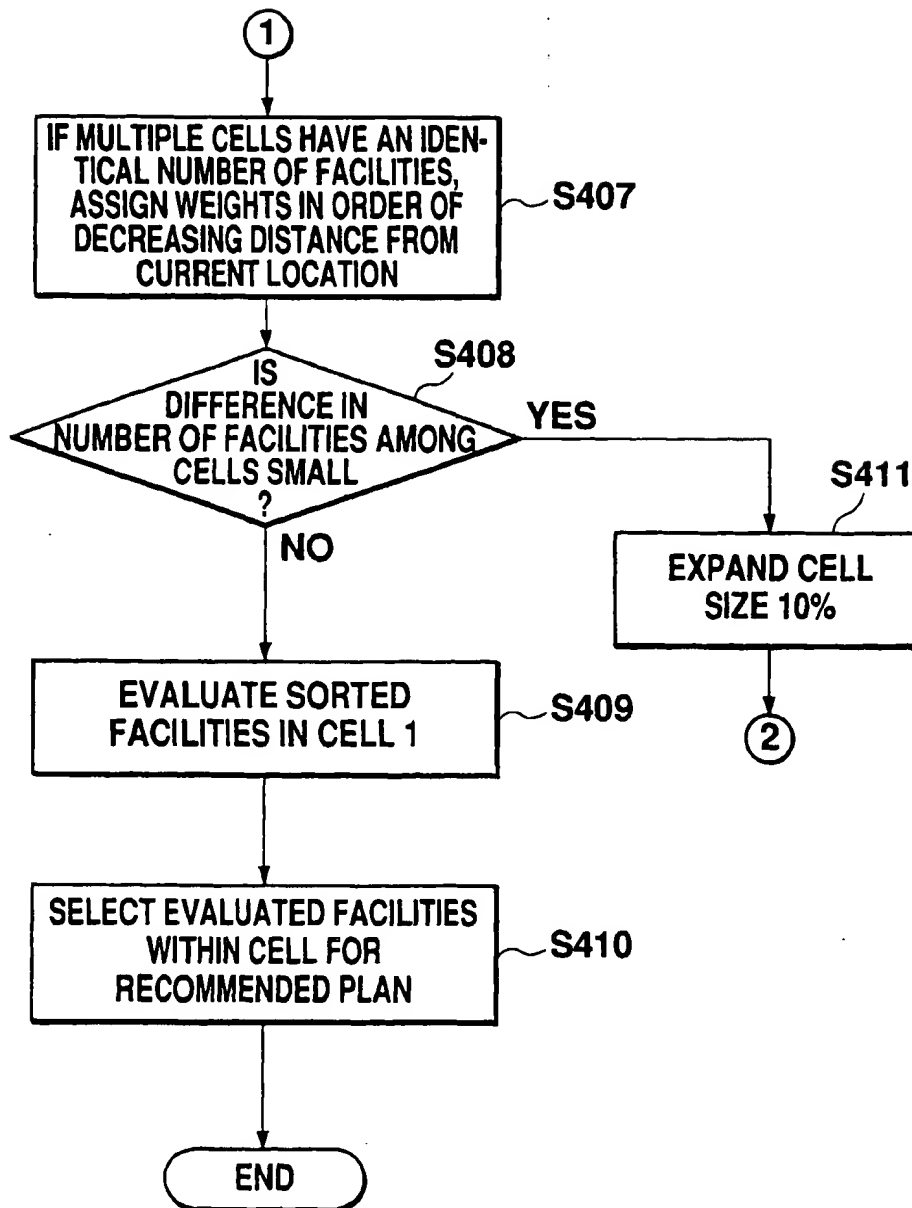 1
IF MULTIPLE CELLS HAVE AN IDEN-
TICAL NUMBER OF FACILITIES,
ASSIGN WEIGHTS IN ORDER OF
DECREASING DISTANCE FROM
CURRENT LOCATION
S407
S408
IS
DIFFERENCE IN
NUMBER OF FACILITIES AMONG
CELLS SMALL
?
YES
NO
S411
EXPAND CELL
SIZE 10%
2
EVALUATE SORTED
FACILITIES IN CELL 1
S409
SELECT EVALUATED FACILITIES
WITHIN CELL FOR
RECOMMENDED PLAN
S410
END